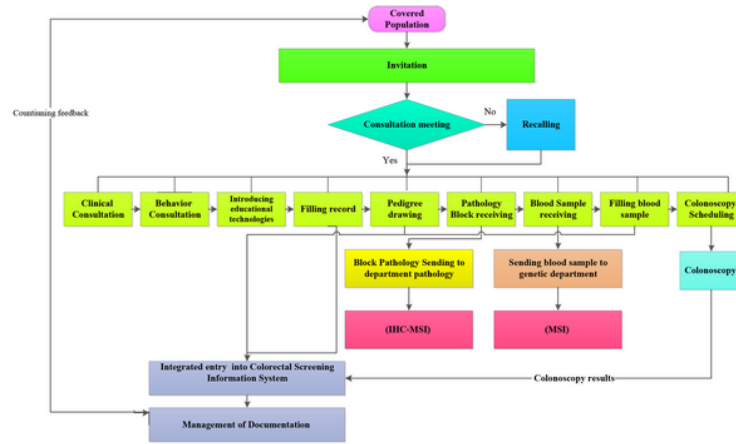 Covered
Population
Invitation
Countiuning feedback
Consultation meeting
No
Recalling
Yes
Clinical
Consultation
Behavior
Consultation
Introducing
educational
technologies
Filling record
Pedigree
drawing
Pathology
Block receiving
Blood Sample
receiving
Filling blood
sample
Colonoscopy
Scheduling
Block Pathology Sending to
department pathology
Sending blood sample to
genetic department
Colonoscopy
(IHC-MSI)
(MSI)
Integrated entry into Colorectal Screening
Information System
Colonoscopy results
Management of Documentation